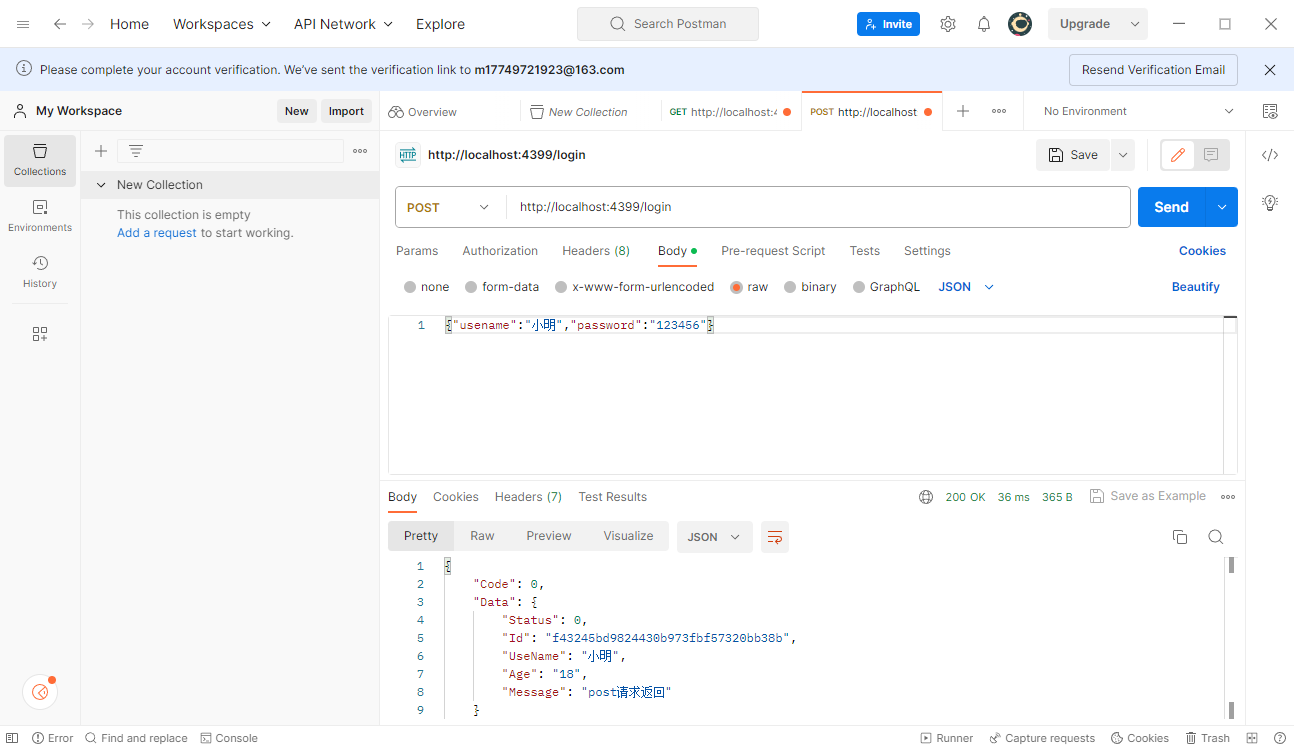 Home Workspaces API Network Explore Search Postman Invite Upgrade
Please complete your account verification. We've sent the verification link to m17749721923@163.com Resend Verification Email
My Workspace New Import Overview New Collection GET http://localhost:4 POST http://localhost No Environment
Collections
Environments
History
New Collection
This collection is empty
Add a request to start working.
HTTP http://localhost:4399/login Save
POST http://localhost:4399/login Send
Params Authorization Headers (8) Body Pre-request Script Tests Settings Cookies
none form-data x-www-form-urlencoded raw binary GraphQL JSON Beautify
1 {"usename":"小明","password":"123456"}
Body Cookies Headers (7) Test Results 200 OK 36 ms 365 B Save as Example
Pretty Raw Preview Visualize JSON
1 {
2 "Code": 0,
3 "Data": {
4 "Status": 0,
5 "Id": "f43245bd9824430b973fbf57320bb38b",
6 "UseName": "小明",
7 "Age": "18",
8 "Message": "post请求返回"
9 }
Error Find and replace Console Runner Capture requests Cookies Trash